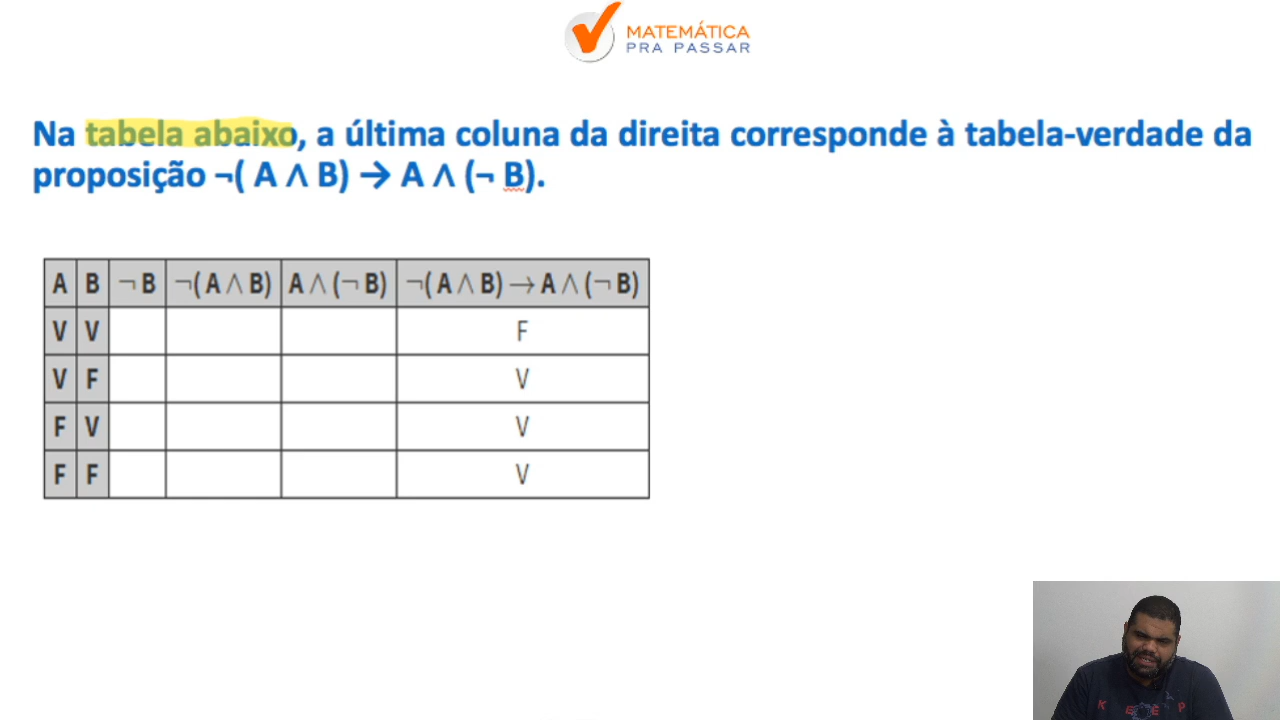 MATEMÁTICA
PRA PASSAR
Na tabela abaixo, a última coluna da direita corresponde à tabela-verdade da
proposição ¬( A ∧ B) → A ∧ (¬ B).
A B ¬B ¬(A∧B) A∧(¬B) ¬(A∧B)→A∧(¬B)
V V F
V F V
F V V
F F V
K E E P